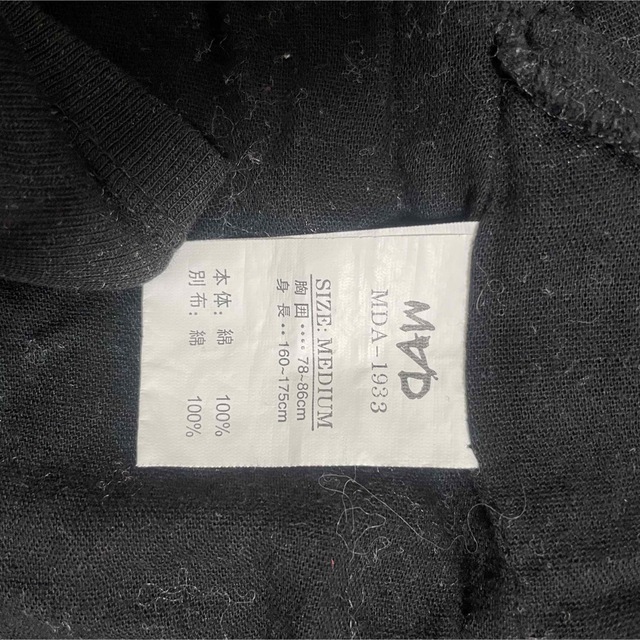 MAD
MDA-1933
SIZE: MEDIUM
胸囲‥‥78~86cm
身長‥160~175cm
本体: 綿 100%
別布: 綿 100%